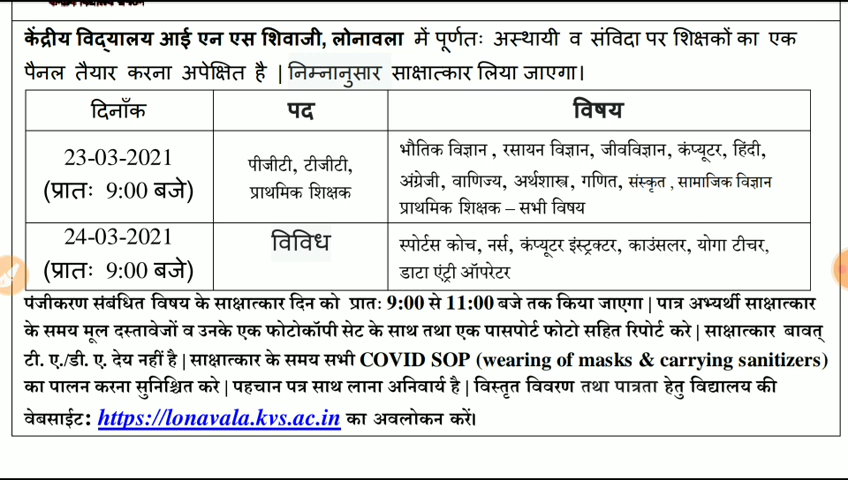 केंद्रीय विद्यालय आई एन एस शिवाजी, लोनावला में पूर्णतः अस्थायी व संविदा पर शिक्षकों का एक
पैनल तैयार करना अपेक्षित है | निम्नानुसार साक्षात्कार लिया जाएगा।
दिनाँक पद विषय
23-03-2021
(प्रातः 9:00 बजे)
पीजीटी, टीजीटी,
प्राथमिक शिक्षक
भौतिक विज्ञान , रसायन विज्ञान, जीवविज्ञान, कंप्यूटर, हिंदी,
अंग्रेजी, वाणिज्य, अर्थशास्त्र, गणित, संस्कृत , सामाजिक विज्ञान
प्राथमिक शिक्षक – सभी विषय
24-03-2021
(प्रातः 9:00 बजे)
विविध
स्पोर्टस कोच, नर्स, कंप्यूटर इंस्ट्रक्टर, काउंसलर, योगा टीचर,
डाटा एंट्री ऑपरेटर
पंजीकरण संबंधित विषय के साक्षात्कार दिन को प्रातः 9:00 से 11:00 बजे तक किया जाएगा | पात्र अभ्यर्थी साक्षात्कार
के समय मूल दस्तावेजों व उनके एक फोटोकॉपी सेट के साथ तथा एक पासपोर्ट फोटो सहित रिपोर्ट करे | साक्षात्कार बावत्
टी. ए./डी. ए. देय नहीं है | साक्षात्कार के समय सभी COVID SOP (wearing of masks & carrying sanitizers)
का पालन करना सुनिश्चित करे | पहचान पत्र साथ लाना अनिवार्य है | विस्तृत विवरण तथा पात्रता हेतु विद्यालय की
वेबसाईट: https://lonavala.kvs.ac.in का अवलोकन करें।